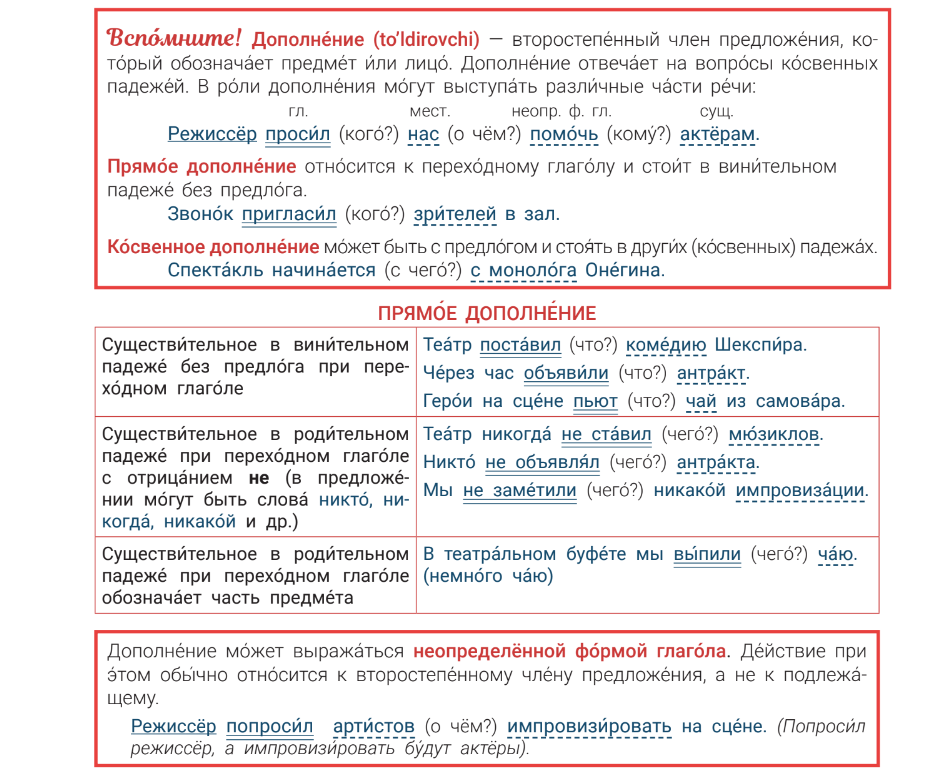 Вспо́мните! Дополне́ние (to’ldirovchi) — второстепе́нный член предложе́ния, ко-
то́рый обознача́ет предме́т и́ли лицо́. Дополне́ние отвеча́ет на вопро́сы ко́свенных
падеже́й. В ро́ли дополне́ния мо́гут выступа́ть разли́чные ча́сти ре́чи:
гл. мест. неопр. ф. гл. сущ.
Режиссёр проси́л (кого́?) нас (о чём?) помо́чь (кому́?) актёрам.
Прямо́е дополне́ние отно́сится к перехо́дному глаго́лу и стои́т в вини́тельном
падеже́ без предло́га.
Звоно́к пригласи́л (кого́?) зри́телей в зал.
Ко́свенное дополне́ние мо́жет быть с предло́гом и стоя́ть в други́х (ко́свенных) падежа́х.
Спекта́кль начина́ется (с чего́?) с моноло́га Оне́гина.
ПРЯМО́Е ДОПОЛНЕ́НИЕ
Существи́тельное в вини́тельном
падеже́ без предло́га при пере-
хо́дном глаго́ле
Теа́тр поста́вил (что?) коме́дию Шекспи́ра.
Че́рез час объяви́ли (что?) антра́кт.
Геро́и на сце́не пьют (что?) чай из самова́ра.
Существи́тельное в роди́тельном
падеже́ при перехо́дном глаго́ле
с отрица́нием не (в предложе́-
нии мо́гут быть слова́ никто́, ни-
когда́, никако́й и др.)
Теа́тр никогда́ не ста́вил (чего́?) мю́зиклов.
Никто́ не объявля́л (чего́?) антра́кта.
Мы не заме́тили (чего́?) никако́й импровиза́ции.
Существи́тельное в роди́тельном
падеже́ при перехо́дном глаго́ле
обознача́ет часть предме́та
В театра́льном буфе́те мы вы́пили (чего́?) ча́ю.
(немно́го ча́ю)
Дополне́ние мо́жет выража́ться неопределённой фо́рмой глаго́ла. Де́йствие при
э́том обы́чно отно́сится к второстепе́нному чле́ну предложе́ния, а не к подлежа́-
щему.
Режиссёр попроси́л арти́стов (о чём?) импровизи́ровать на сце́не. (Попроси́л
режиссёр, а импровизи́ровать бу́дут актёры).